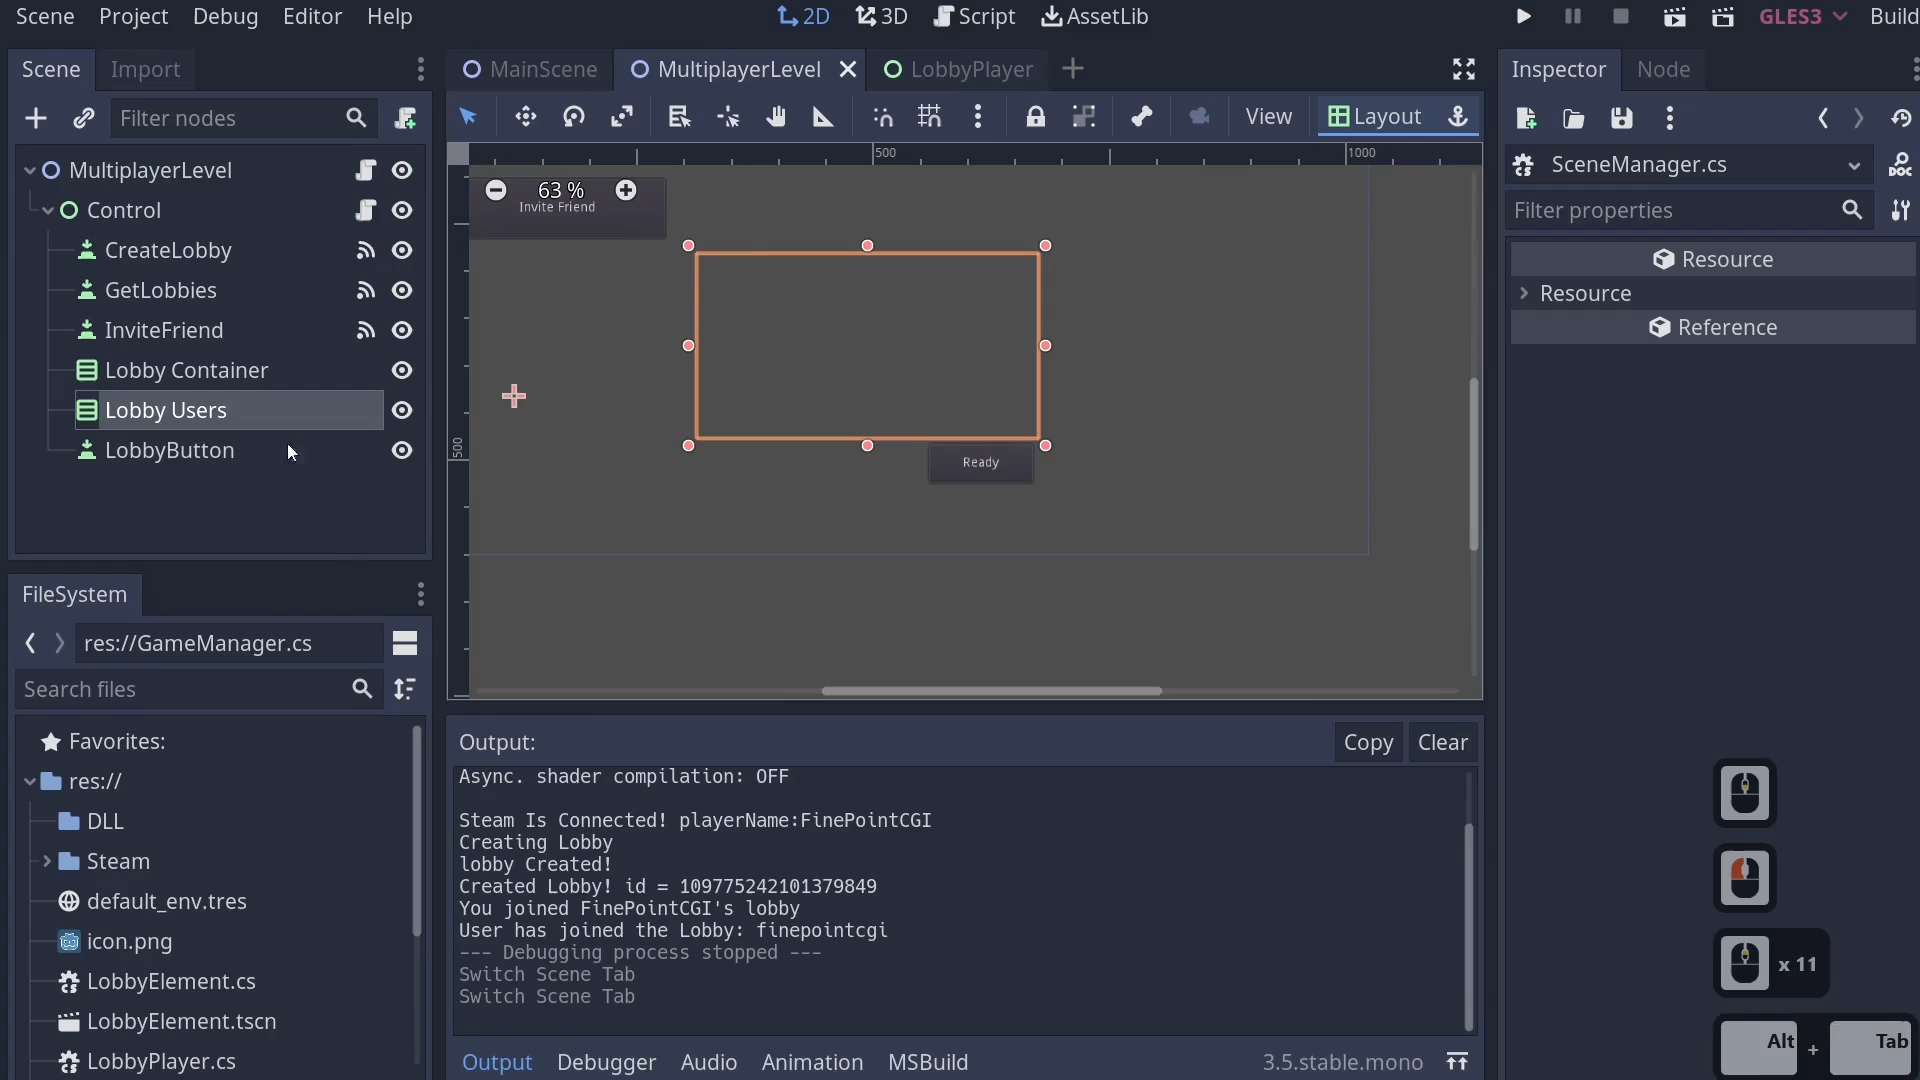 Scene Project Debug Editor Help
2D 3D Script AssetLib
GLES3 Build
Scene Import
Filter nodes
MultiplayerLevel
Control
CreateLobby
GetLobbies
InviteFriend
Lobby Container
Lobby Users
LobbyButton
FileSystem
res://GameManager.cs
Search files
Favorites:
res://
DLL
Steam
default_env.tres
icon.png
LobbyElement.cs
LobbyElement.tscn
LobbyPlayer.cs
MainScene MultiplayerLevel LobbyPlayer
View Layout
500 1000
63 %
Invite Friend
500
Ready
Output: Copy Clear
Async. shader compilation: OFF
Steam Is Connected! playerName:FinePointCGI
Creating Lobby
lobby Created!
Created Lobby! id = 109775242101379849
You joined FinePointCGI's lobby
User has joined the Lobby: finepointcgi
--- Debugging process stopped ---
Switch Scene Tab
Switch Scene Tab
Output Debugger Audio Animation MSBuild 3.5.stable.mono
Inspector Node
SceneManager.cs
DOC
Filter properties
Resource
Resource
Reference
x 11
Alt + Tab